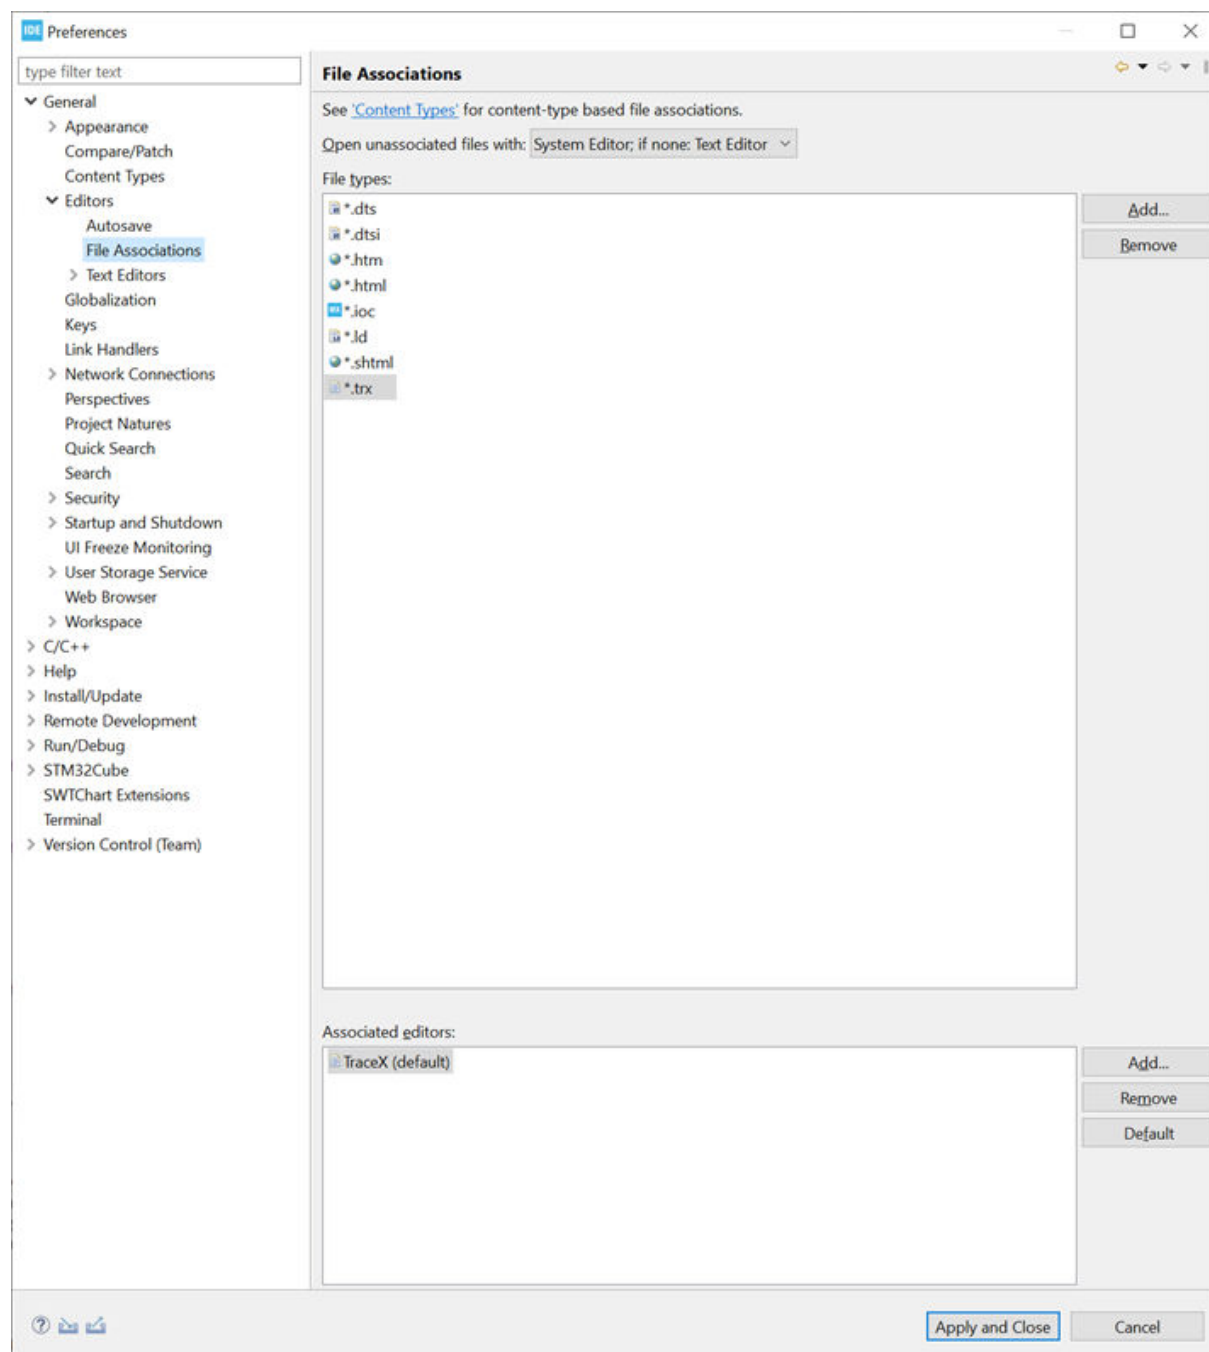 IDE Preferences
type filter text
General
Appearance
Compare/Patch
Content Types
Editors
Autosave
File Associations
Text Editors
Globalization
Keys
Link Handlers
Network Connections
Perspectives
Project Natures
Quick Search
Search
Security
Startup and Shutdown
UI Freeze Monitoring
User Storage Service
Web Browser
Workspace
C/C++
Help
Install/Update
Remote Development
Run/Debug
STM32Cube
SWTChart Extensions
Terminal
Version Control (Team)
File Associations
See 'Content Types' for content-type based file associations.
Open unassociated files with: System Editor; if none: Text Editor
File types:
*.dts
*.dtsi
*.htm
*.html
*.ioc
*.ld
*.shtml
*.trx
Add...
Remove
Associated editors:
TraceX (default)
Add...
Remove
Default
Apply and Close
Cancel